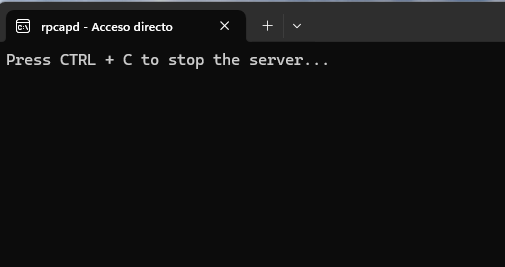 rpcapd - Acceso directo
Press CTRL + C to stop the server...